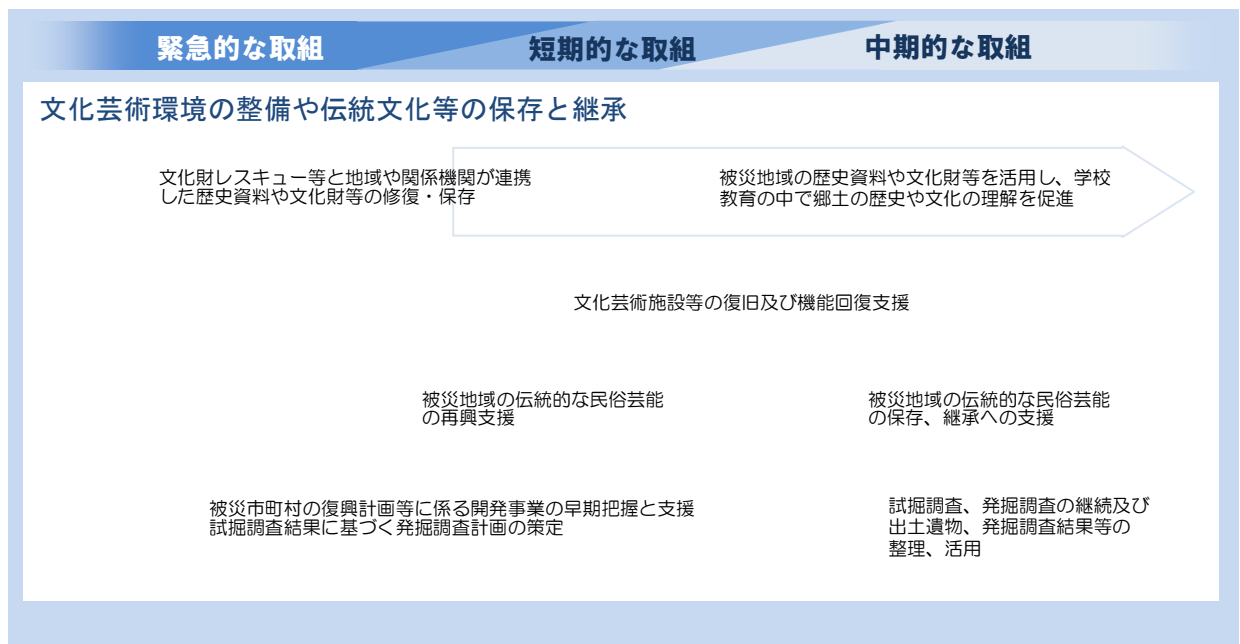 緊急的な取組
短期的な取組
中期的な取組
文化芸術環境の整備や伝統文化等の保存と継承
文化財レスキュー等と地域や関係機関が連携
した歴史資料や文化財等の修復・保存
被災地域の歴史資料や文化財等を活用し、学校
教育の中で郷土の歴史や文化の理解を促進
文化芸術施設等の復旧及び機能回復支援
被災地域の伝統的な民俗芸能
の再興支援
被災地域の伝統的な民俗芸能
の保存、継承への支援
被災市町村の復興計画等に係る開発事業の早期把握と支援
試掘調査結果に基づく発掘調査計画の策定
試掘調査、発掘調査の継続及び
出土遺物、発掘調査結果等の
整理、活用